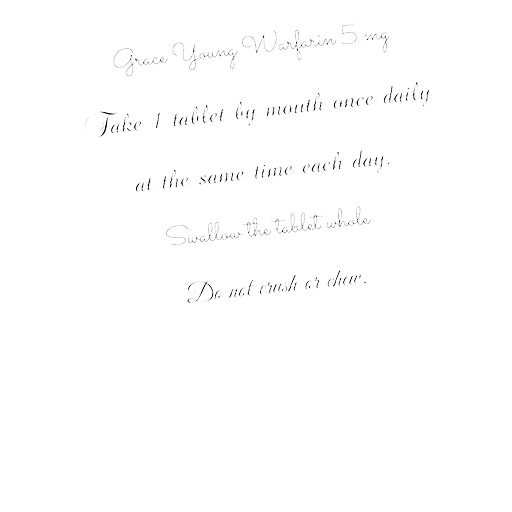 Grace Young Warfarin 5 mg
Take 1 tablet by mouth once daily
at the same time each day.
Swallow the tablet whole
Do not crush or chew.